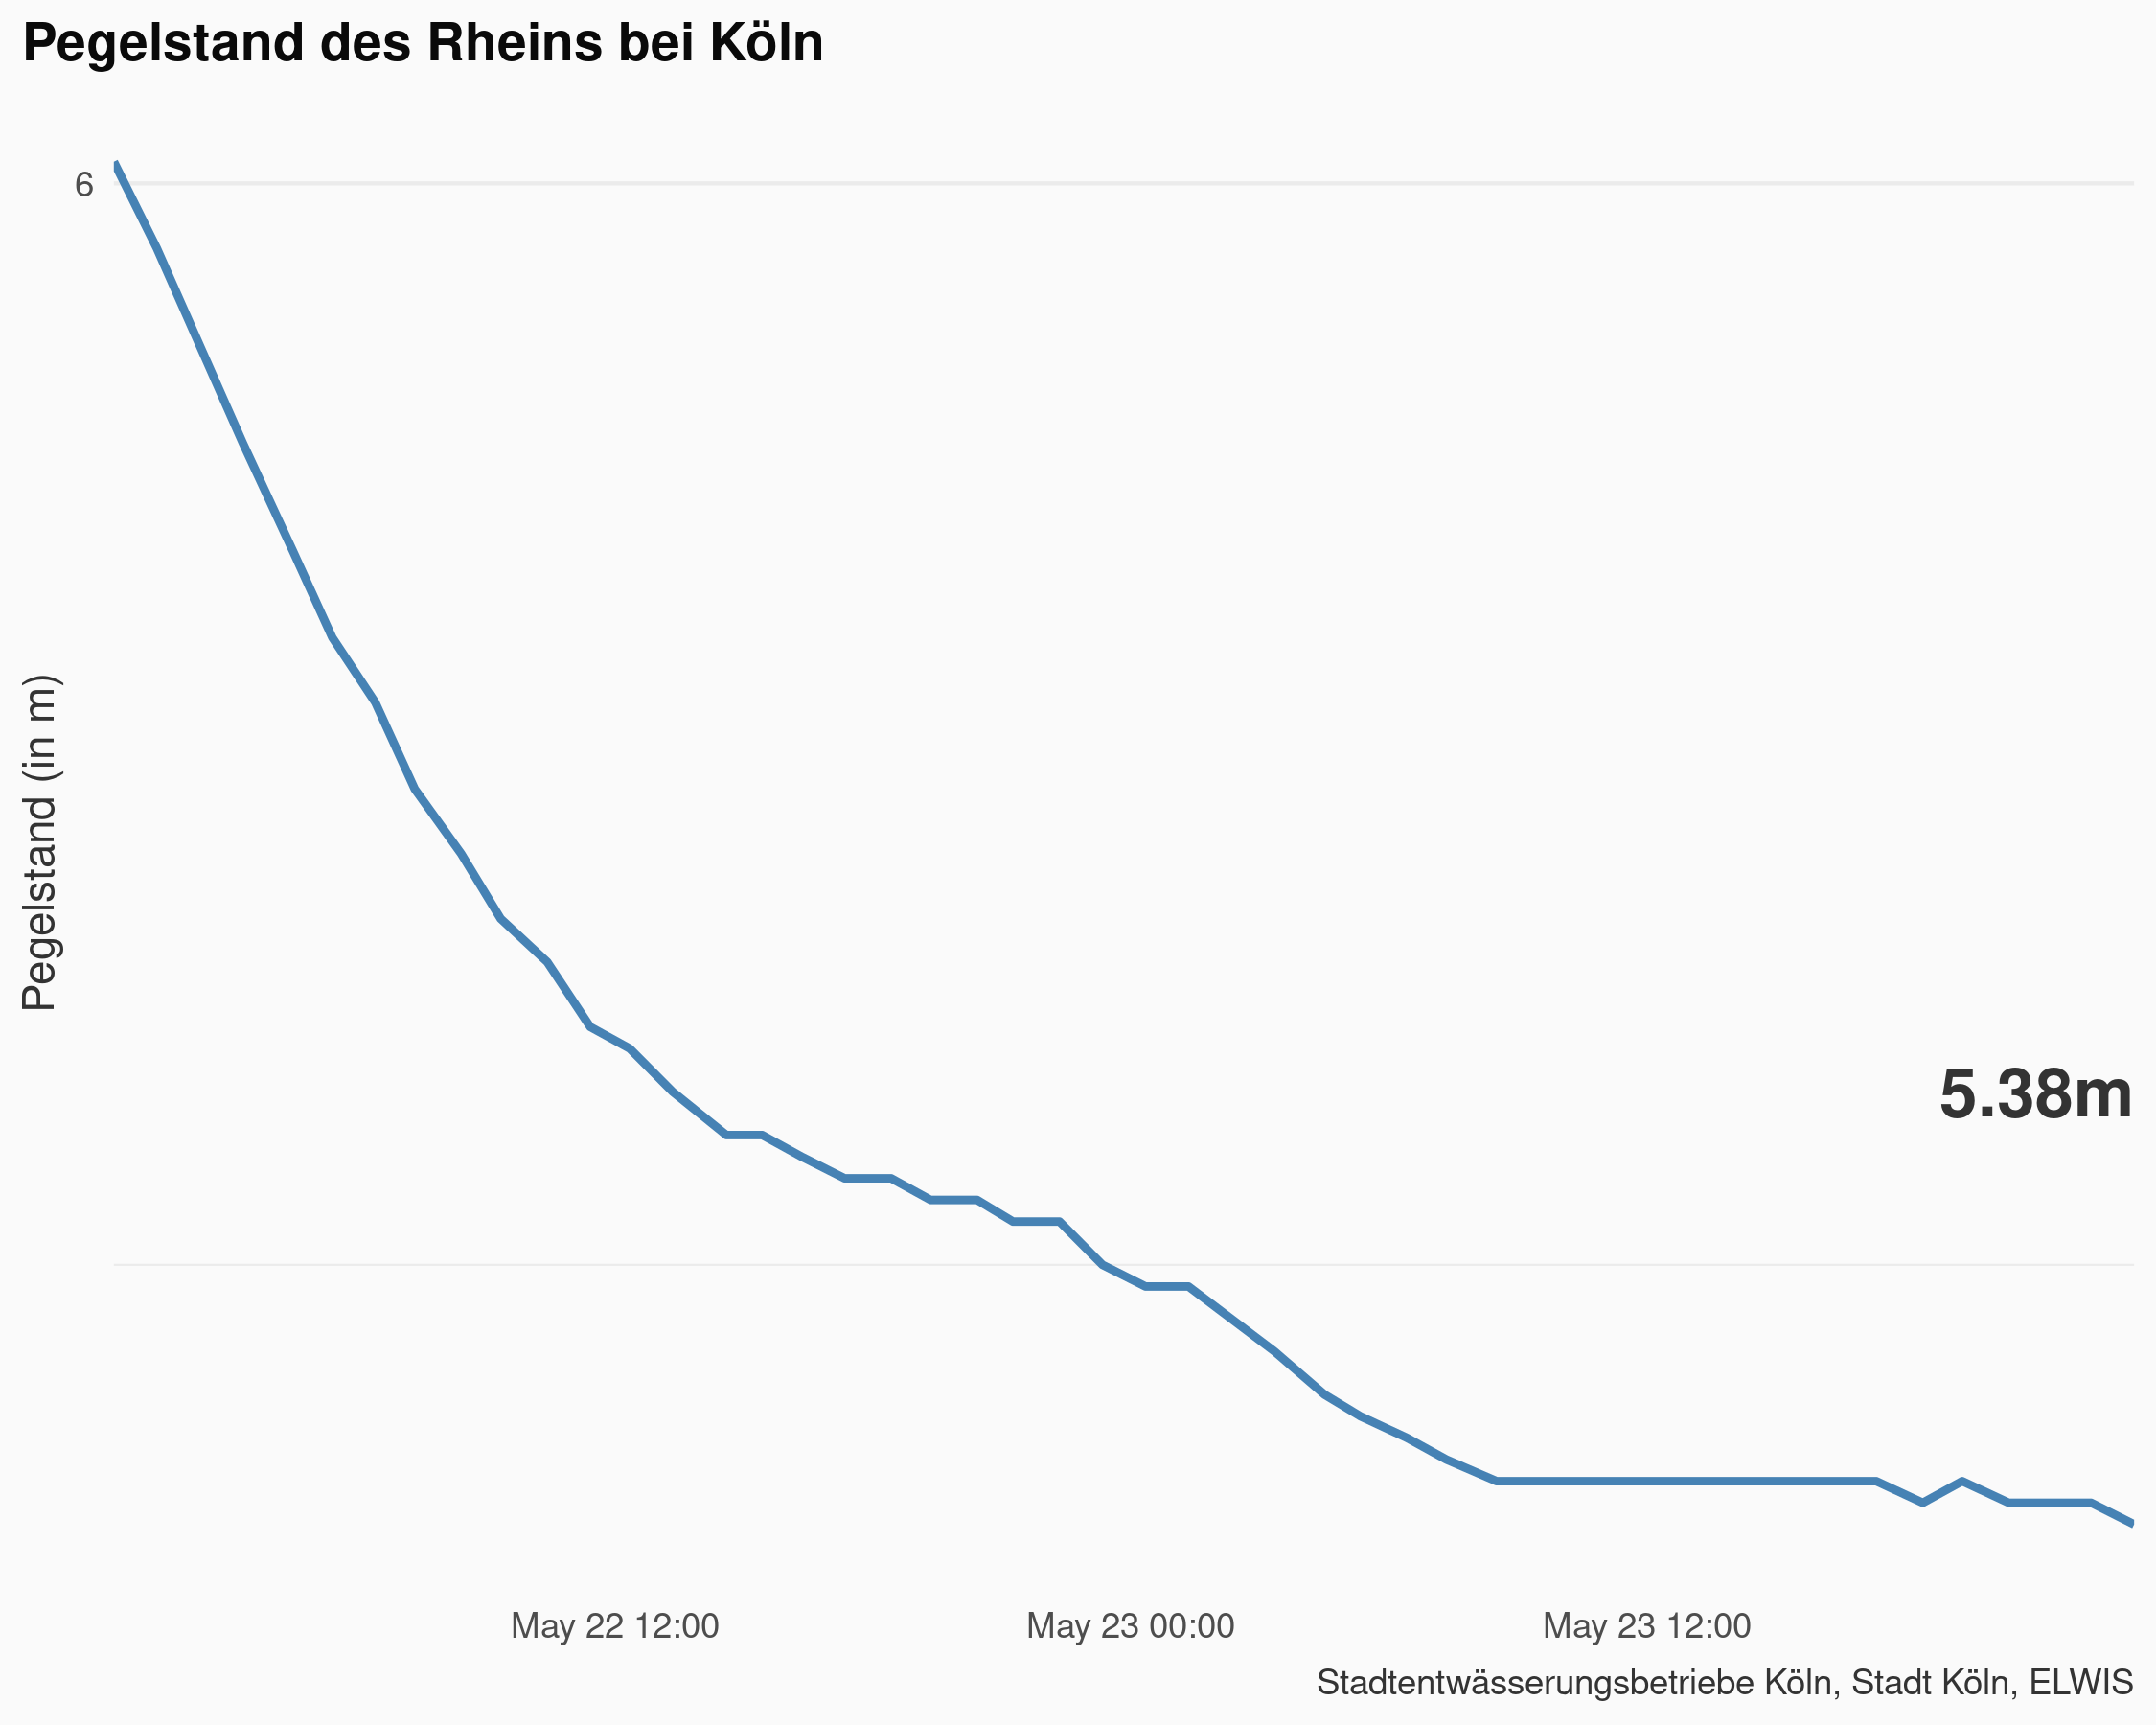 Pegelstand des Rheins bei Köln
6
Pegelstand (in m)
5.38m
May 22 12:00
May 23 00:00
May 23 12:00
Stadtentwässerungsbetriebe Köln, Stadt Köln, ELWIS